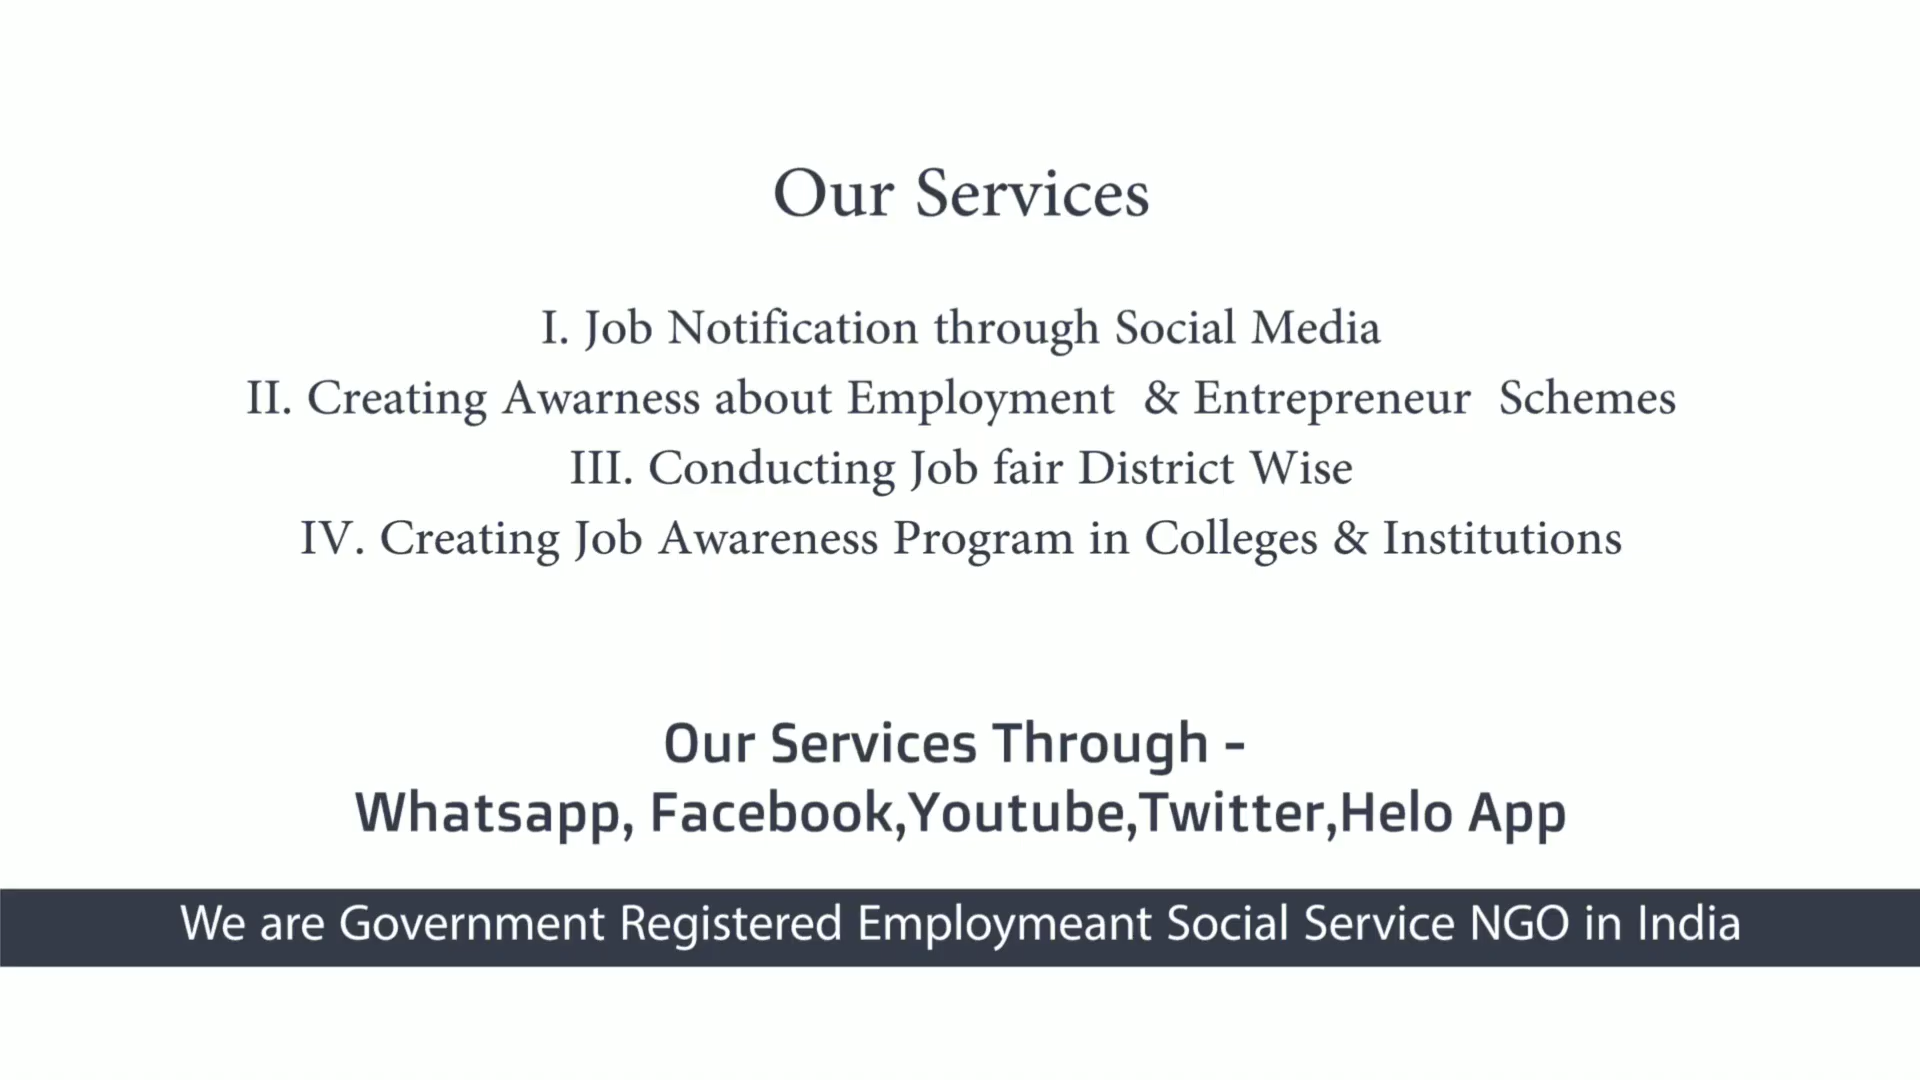 Our Services
I. Job Notification through Social Media
II. Creating Awarness about Employment & Entrepreneur Schemes
III. Conducting Job fair District Wise
IV. Creating Job Awareness Program in Colleges & Institutions
Our Services Through -
Whatsapp, Facebook,Youtube,Twitter,Helo App
We are Government Registered Employmeant Social Service NGO in India